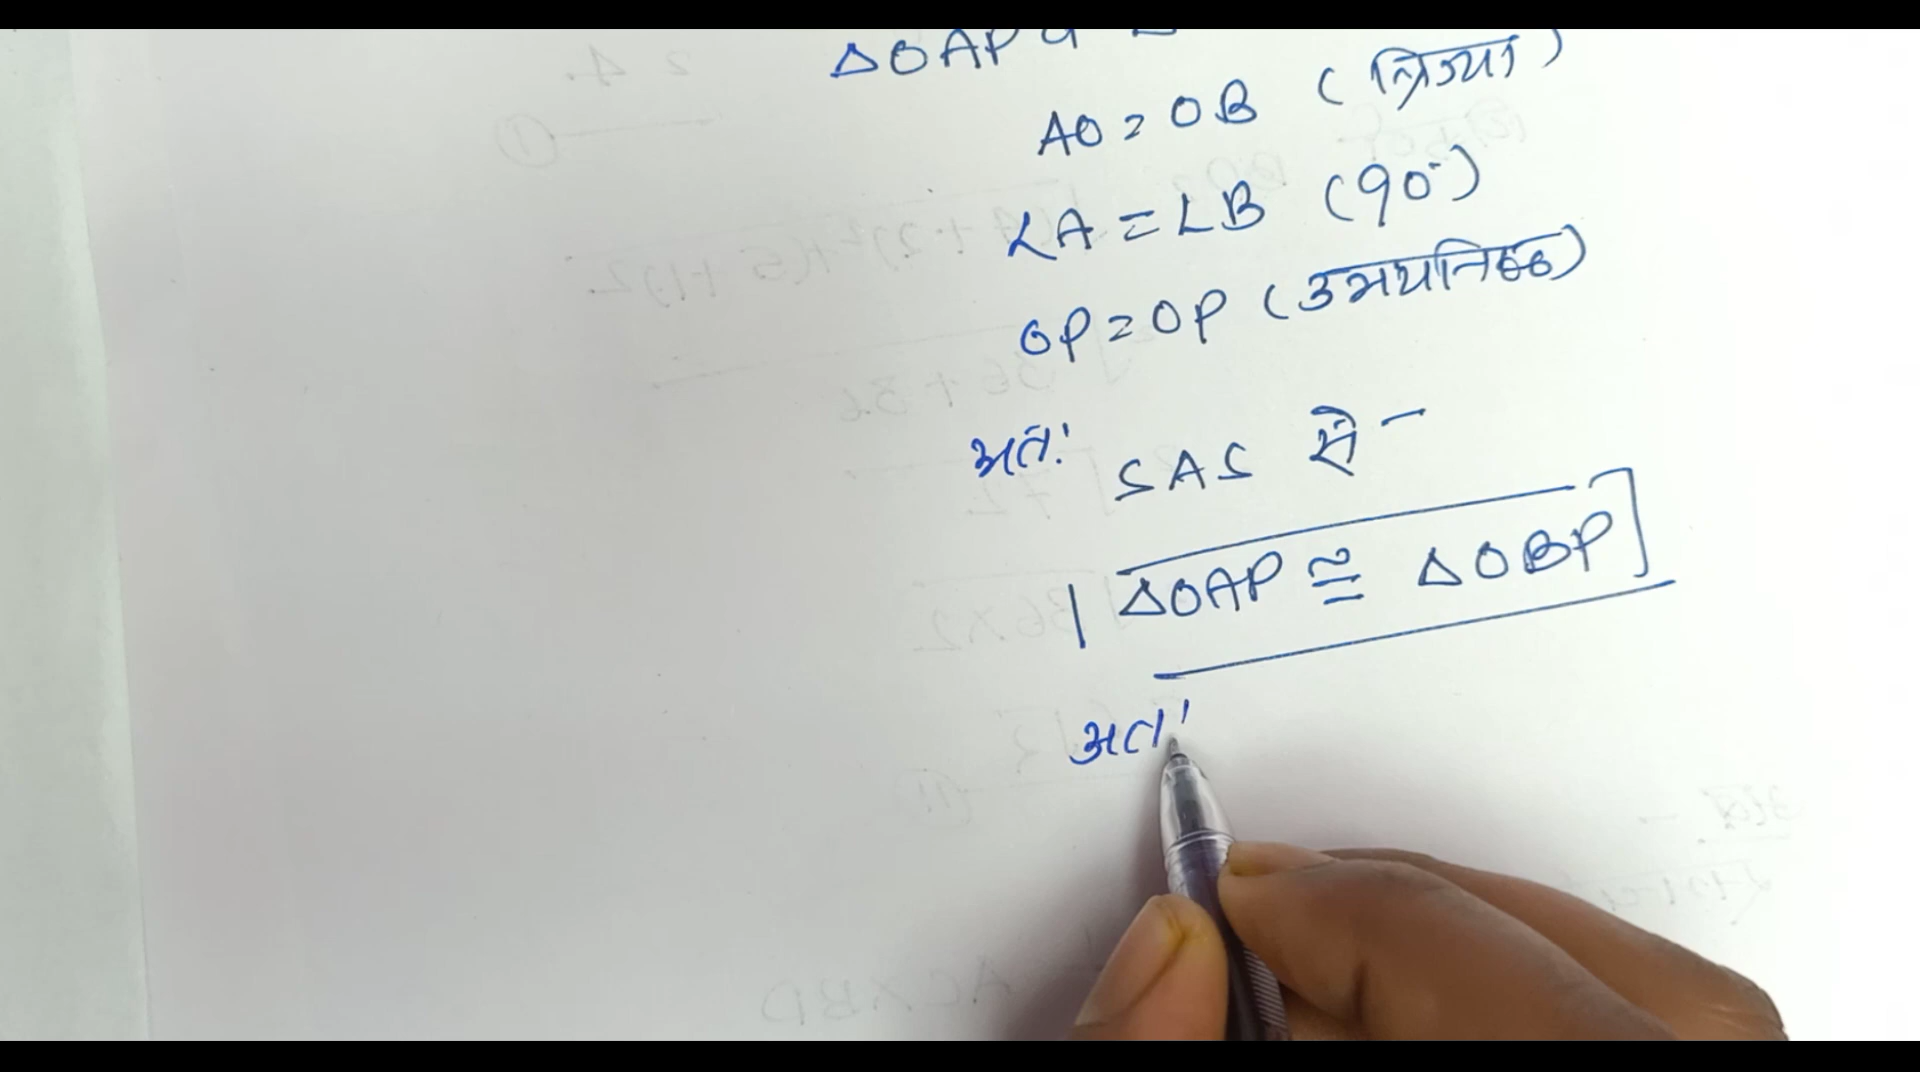 ΔOAP व
AO = OB (त्रिज्या)
∠A = ∠B (90°)
OP = OP (उभयनिष्ठ)
अतः SAS से -
ΔOAP ≅ ΔOBP
अतः